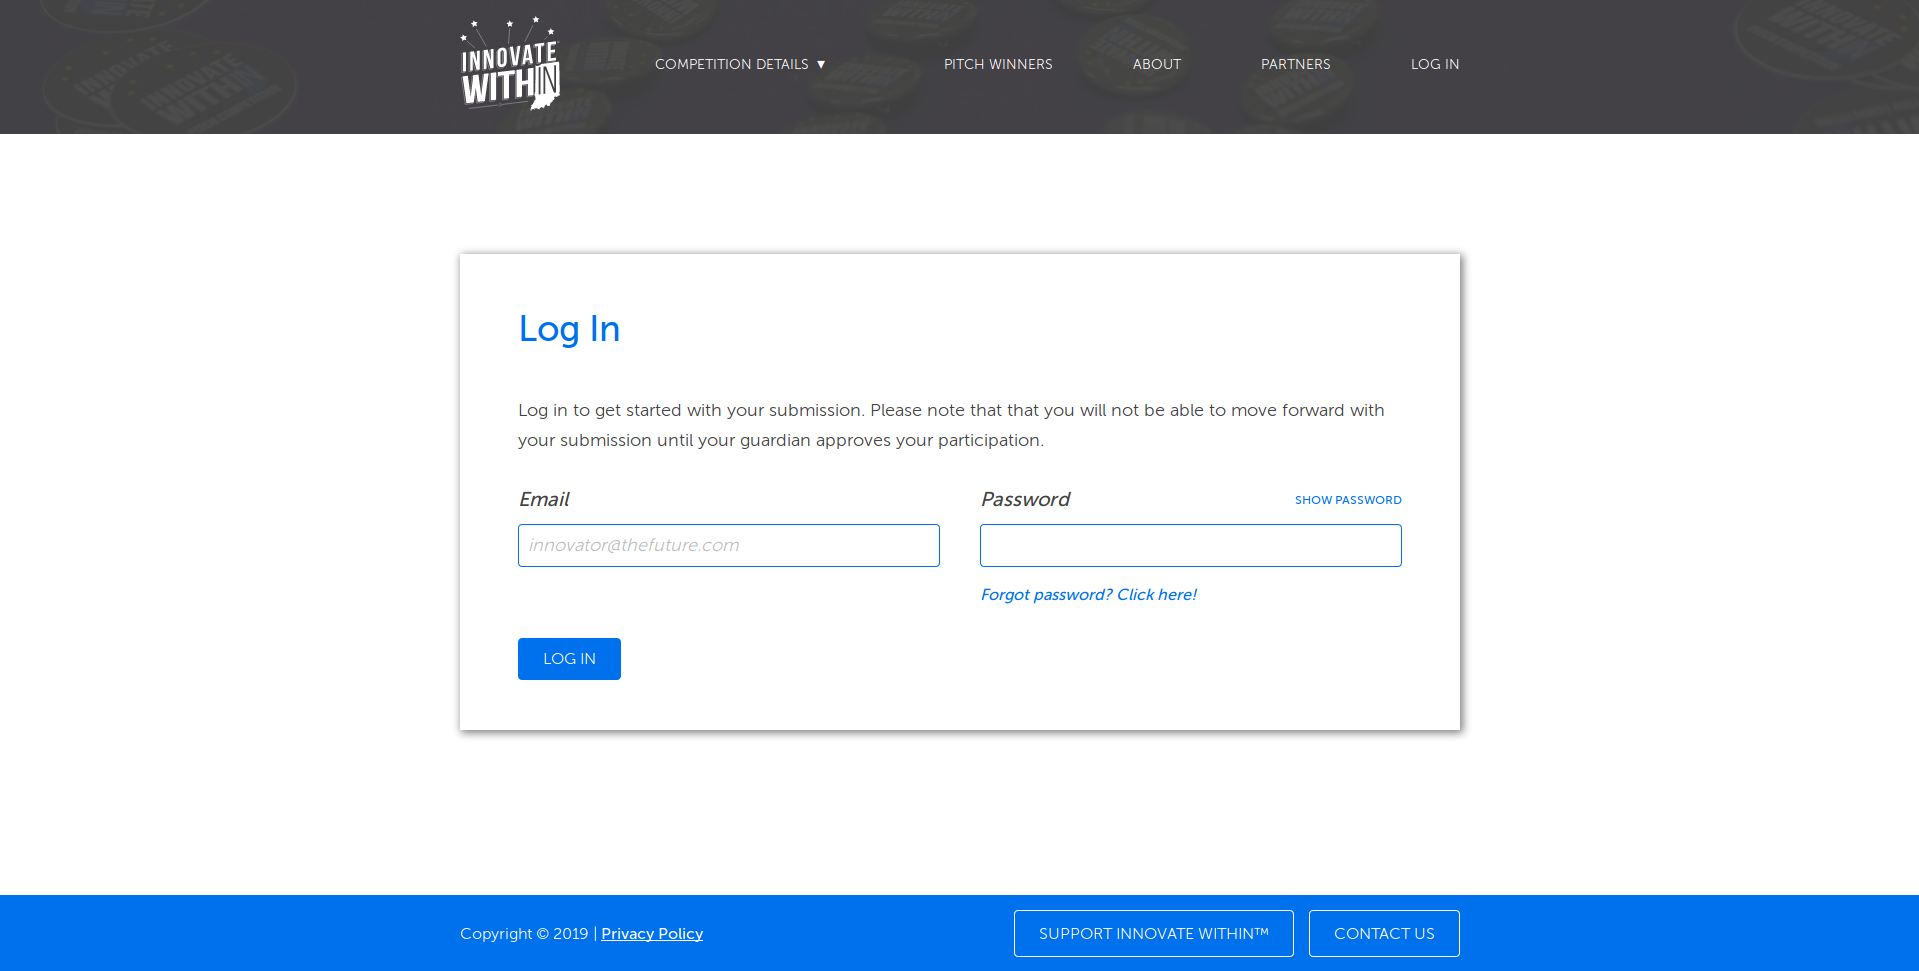 INNOVATE
WITHIN
COMPETITION DETAILS ▼
PITCH WINNERS
ABOUT
PARTNERS
LOG IN
Log In
Log in to get started with your submission. Please note that that you will not be able to move forward with
your submission until your guardian approves your participation.
Email
Password
SHOW PASSWORD
innovator@thefuture.com
Forgot password? Click here!
LOG IN
Copyright © 2019 | Privacy Policy
SUPPORT INNOVATE WITHIN™
CONTACT US